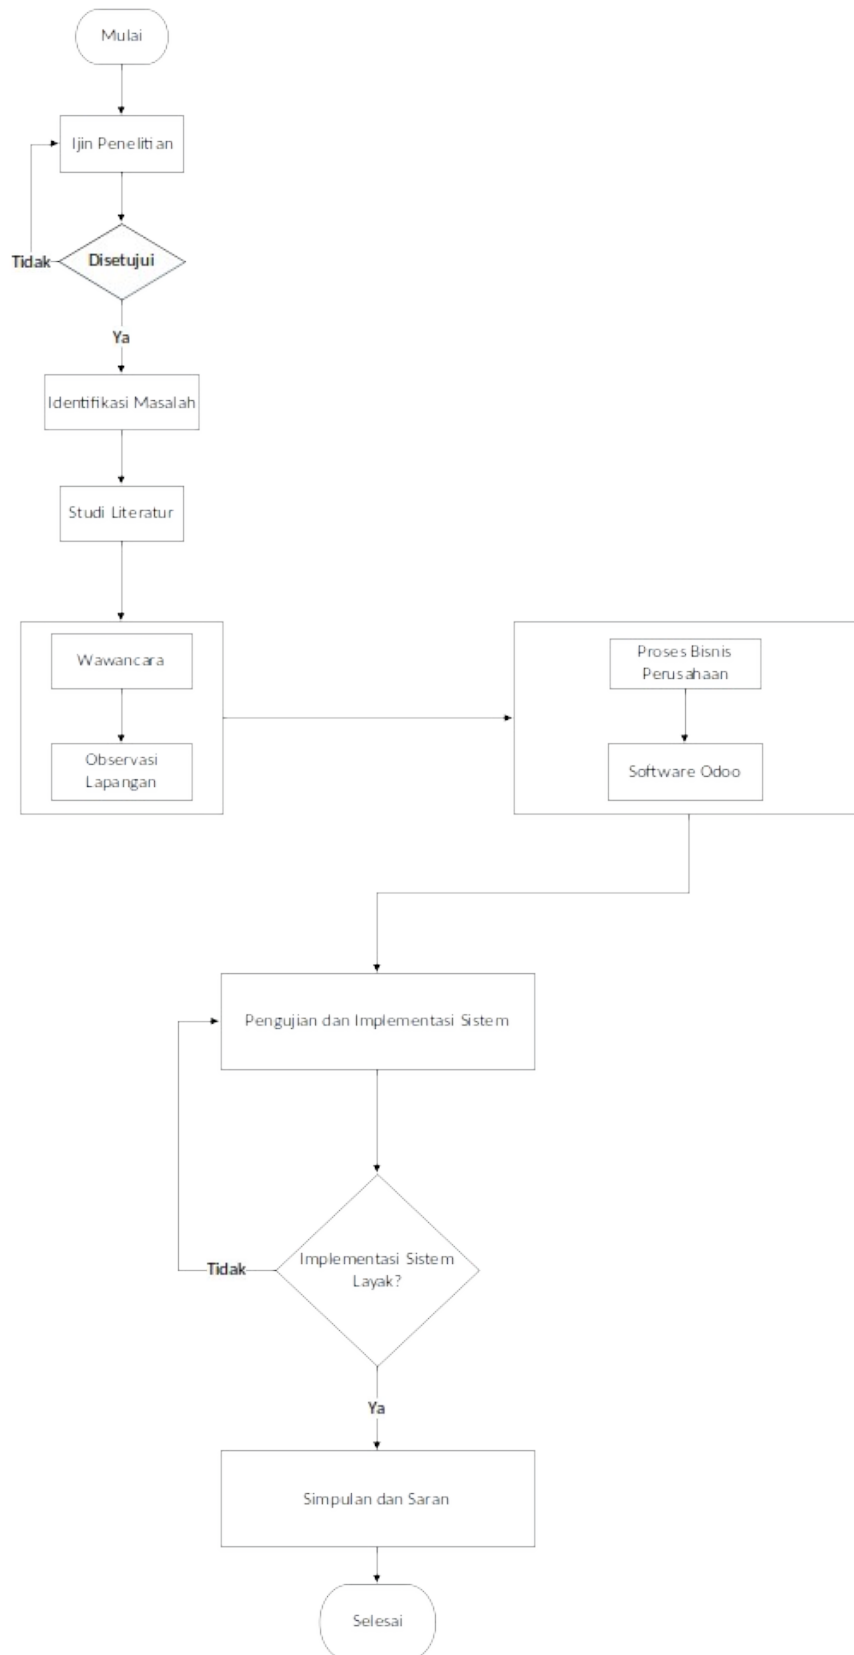 Mulai
Ijin Penelitian
Disetujui
Tidak
Ya
Identifikasi Masalah
Studi Literatur
Wawancara
Observasi
Lapangan
Proses Bisnis
Perusahaan
Software Odoo
Pengujian dan Implementasi Sistem
Implementasi Sistem
Layak?
Tidak
Ya
Simpulan dan Saran
Selesai